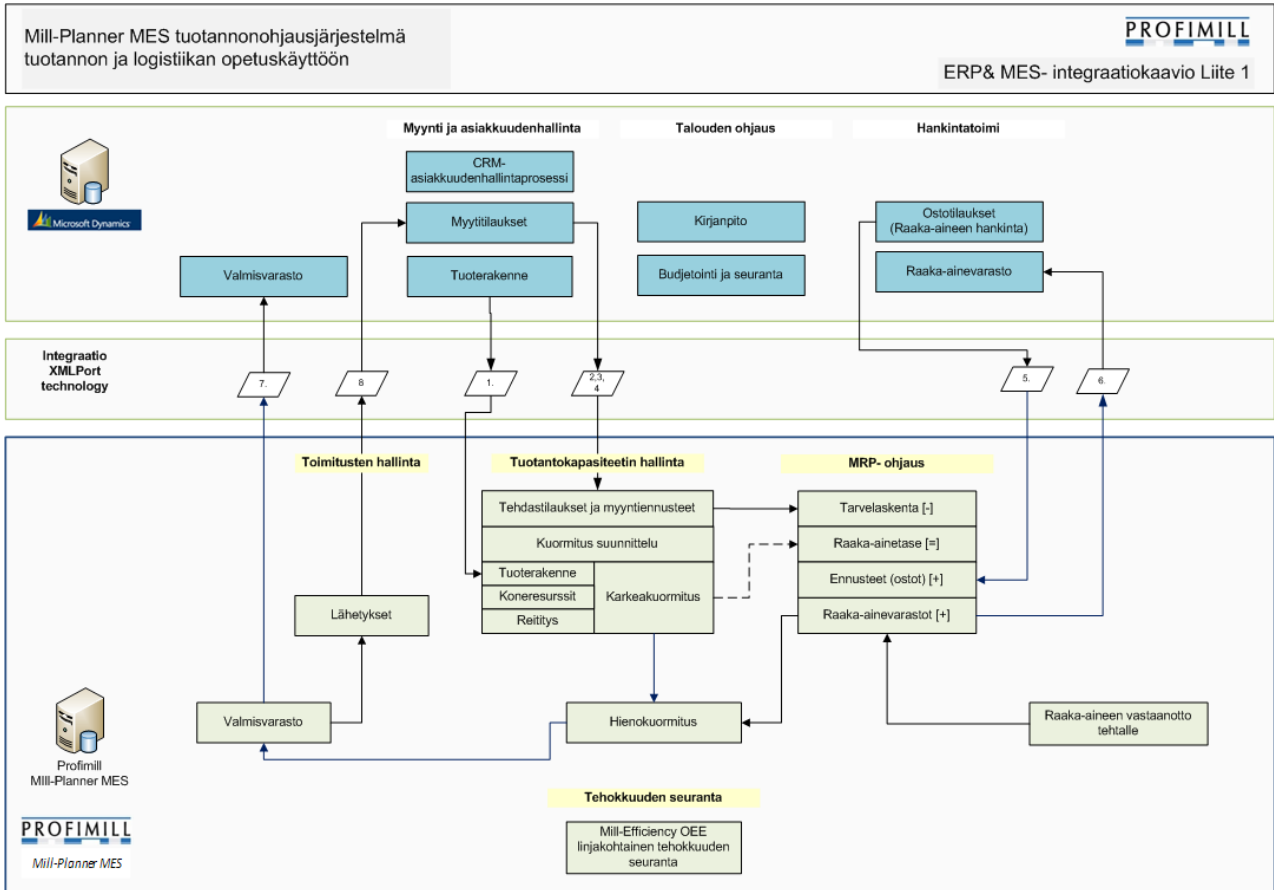 Mill-Planner MES tuotannonohjausjärjestelmä
tuotannon ja logistiikan opetuskäyttöön
PROFIMILL
ERP& MES- integraatiokaavio Liite 1
Myynti ja asiakkuudenhallinta
Talouden ohjaus
Hankintatoimi
CRM-
asiakkuudenhallintaprosessi
Microsoft Dynamics
Myytitilaukset
Kirjanpito
Ostotilaukset
(Raaka-aineen hankinta)
Valmisvarasto
Tuoterakenne
Budjetointi ja seuranta
Raaka-ainevarasto
Integraatio
XMLPort
technology
7.
8
1.
2,3,
4
5.
6.
Toimitusten hallinta
Tuotantokapasiteetin hallinta
MRP- ohjaus
Tehdastilaukset ja myyntiennusteet
Tarvelaskenta [-]
Kuormitus suunnittelu
Raaka-ainetase [=]
Tuoterakenne
Koneresurssit
Reititys
Karkeakuormitus
Ennusteet (ostot) [+]
Raaka-ainevarastot [+]
Lähetykset
Valmisvarasto
Hienokuormitus
Raaka-aineen vastaanotto
tehtalle
Profimill
MIll-Planner MES
Tehokkuuden seuranta
PROFIMILL
Mill-Planner MES
Mill-Efficiency OEE
linjakohtainen tehokkuuden
seuranta